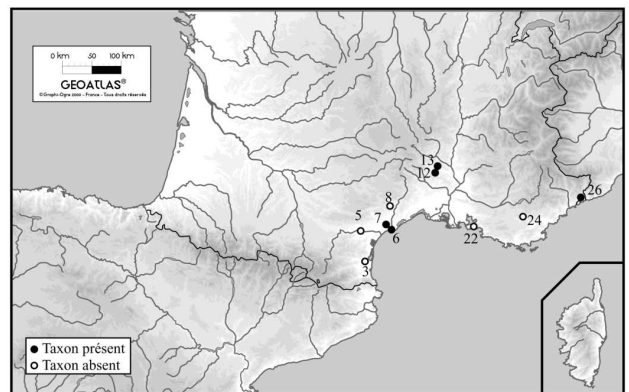 0 km 50 100 km
GEOATLAS®
© Graphi-Ogre 2000 - France - Tous droits réservés
13
12
8
7
6
5
3
22
24
26
Taxon présent
Taxon absent